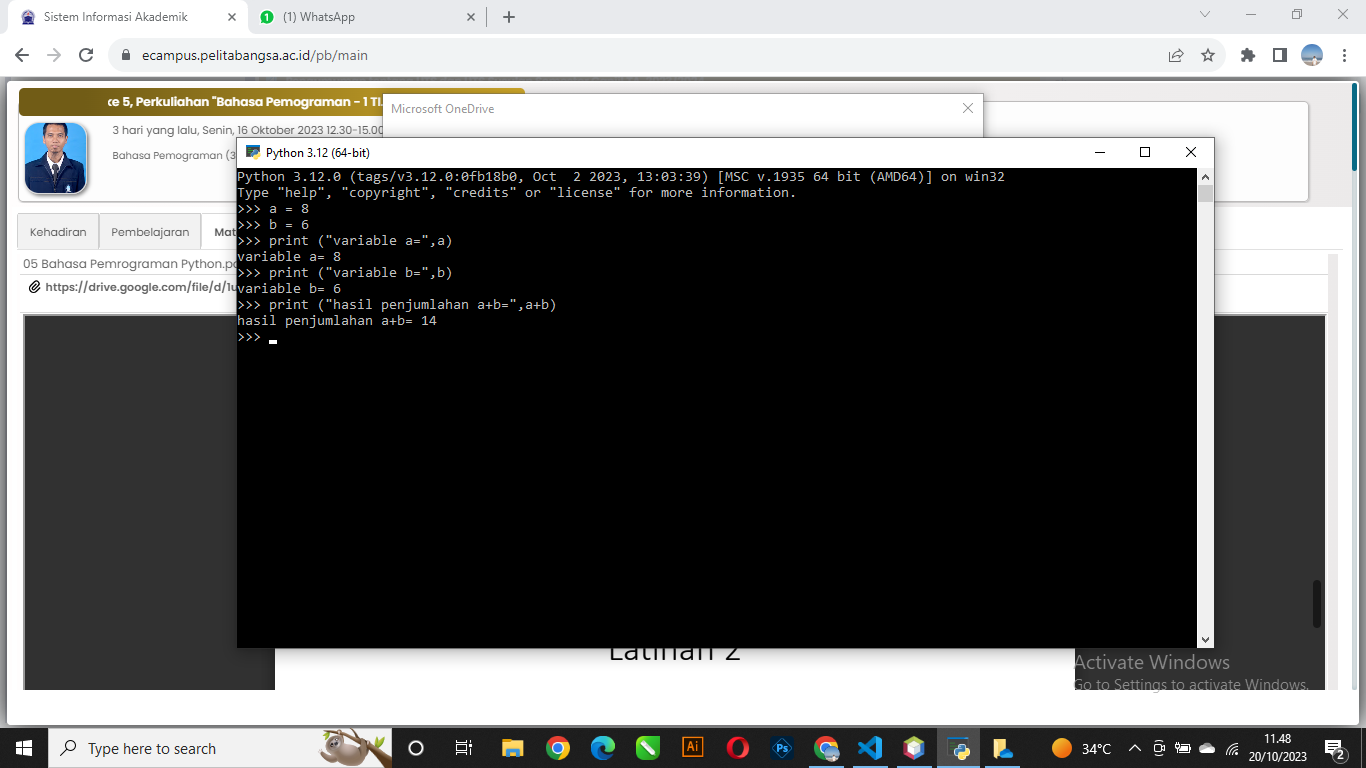 Sistem Informasi Akademik
(1) WhatsApp
ecampus.pelitabangsa.ac.id/pb/main
ke 5, Perkuliahan "Bahasa Pemograman - 1 TI.
Microsoft OneDrive
3 hari yang lalu, Senin, 16 Oktober 2023 12.30-15.00
Bahasa Pemograman (3
Kehadiran
Pembelajaran
Mat
05 Bahasa Pemrograman Python.pd
https://drive.google.com/file/d/1u
Python 3.12 (64-bit)
Python 3.12.0 (tags/v3.12.0:0fb18b0, Oct  2 2023, 13:03:39) [MSC v.1935 64 bit (AMD64)] on win32
Type "help", "copyright", "credits" or "license" for more information.
>>> a = 8
>>> b = 6
>>> print ("variable a=",a)
variable a= 8
>>> print ("variable b=",b)
variable b= 6
>>> print ("hasil penjumlahan a+b=",a+b)
hasil penjumlahan a+b= 14
>>>
Latihan 2
Activate Windows
Go to Settings to activate Windows.
Type here to search
Ai
Ps
34°C
11.48
20/10/2023
2